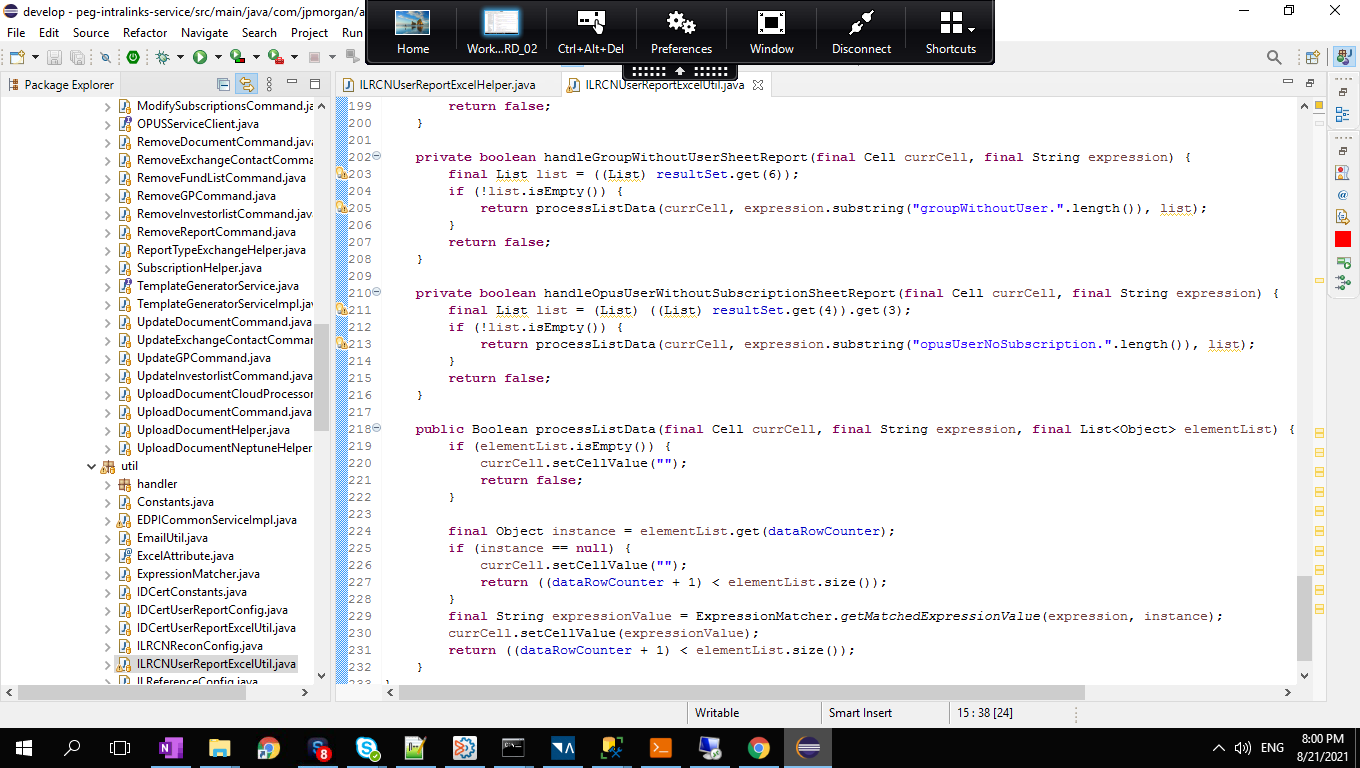 develop - peg-intralinks-service/src/main/java/com/jpmorgan/a
File Edit Source Refactor Navigate Search Project Run
Home Work...RD_02 Ctrl+Alt+Del Preferences Window Disconnect Shortcuts
Package Explorer
ILRCNUserReportExcelHelper.java ILRCNUserReportExcelUtil.java
ModifySubscriptionsCommand.ja
OPUSServiceClient.java
RemoveDocumentCommand.java
RemoveExchangeContactComma
RemoveFundListCommand.java
RemoveGPCommand.java
RemoveInvestorlistCommand.java
RemoveReportCommand.java
ReportTypeExchangeHelper.java
SubscriptionHelper.java
TemplateGeneratorService.java
TemplateGeneratorServiceImpl.jav
UpdateDocumentCommand.java
UpdateExchangeContactCommar
UpdateGPCommand.java
UpdateInvestorlistCommand.java
UploadDocumentCloudProcessor
UploadDocumentCommand.java
UploadDocumentHelper.java
UploadDocumentNeptuneHelper
util
handler
Constants.java
EDPICommonServiceImpl.java
EmailUtil.java
ExcelAttribute.java
ExpressionMatcher.java
IDCertConstants.java
IDCertUserReportConfig.java
IDCertUserReportExcelUtil.java
ILRCNReconConfig.java
ILRCNUserReportExcelUtil.java
ILReferenceConfig.java
199 return false;
200 }
201
202 private boolean handleGroupWithoutUserSheetReport(final Cell currCell, final String expression) {
203 final List list = ((List) resultSet.get(6));
204 if (!list.isEmpty()) {
205 return processListData(currCell, expression.substring("groupWithoutUser.".length()), list);
206 }
207 return false;
208 }
209
210 private boolean handleOpusUserWithoutSubscriptionSheetReport(final Cell currCell, final String expression) {
211 final List list = (List) ((List) resultSet.get(4)).get(3);
212 if (!list.isEmpty()) {
213 return processListData(currCell, expression.substring("opusUserNoSubscription.".length()), list);
214 }
215 return false;
216 }
217
218 public Boolean processListData(final Cell currCell, final String expression, final List<Object> elementList) {
219 if (elementList.isEmpty()) {
220 currCell.setCellValue("");
221 return false;
222 }
223
224 final Object instance = elementList.get(dataRowCounter);
225 if (instance == null) {
226 currCell.setCellValue("");
227 return ((dataRowCounter + 1) < elementList.size());
228 }
229 final String expressionValue = ExpressionMatcher.getMatchedExpressionValue(expression, instance);
230 currCell.setCellValue(expressionValue);
231 return ((dataRowCounter + 1) < elementList.size());
232 }
233 }
Writable Smart Insert 15 : 38 [24]
8
ENG
8:00 PM
8/21/2021